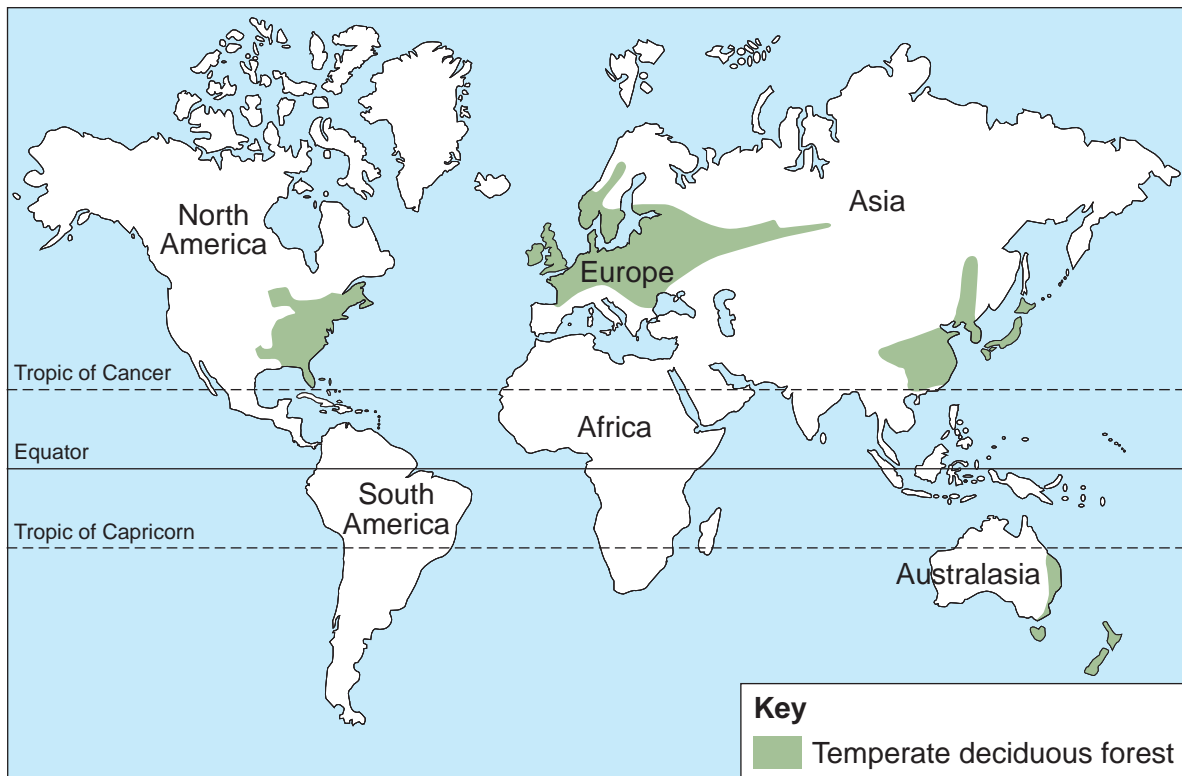 North
America
Asia
Europe
Tropic of Cancer
Africa
Equator
South
America
Tropic of Capricorn
Australasia
Key
Temperate deciduous forest